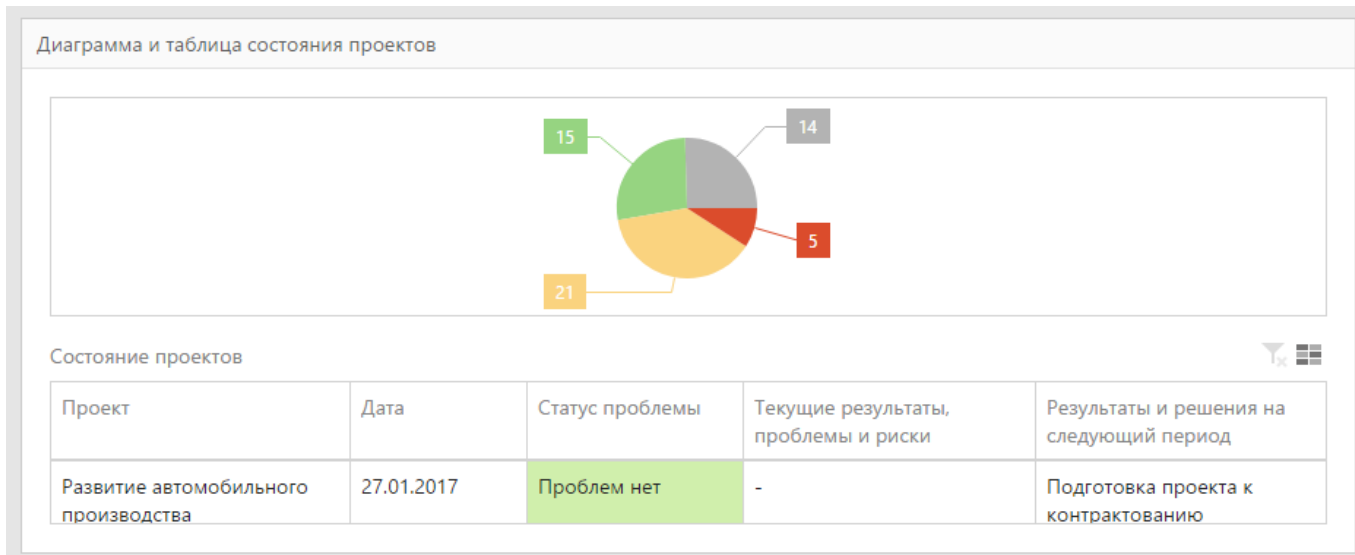 Диаграмма и таблица состояния проектов
15
14
5
21
Состояние проектов
Проект
Дата
Статус проблемы
Текущие результаты,
проблемы и риски
Результаты и решения на
следующий период
Развитие автомобильного
производства
27.01.2017
Проблем нет
-
Подготовка проекта к
контрактованию